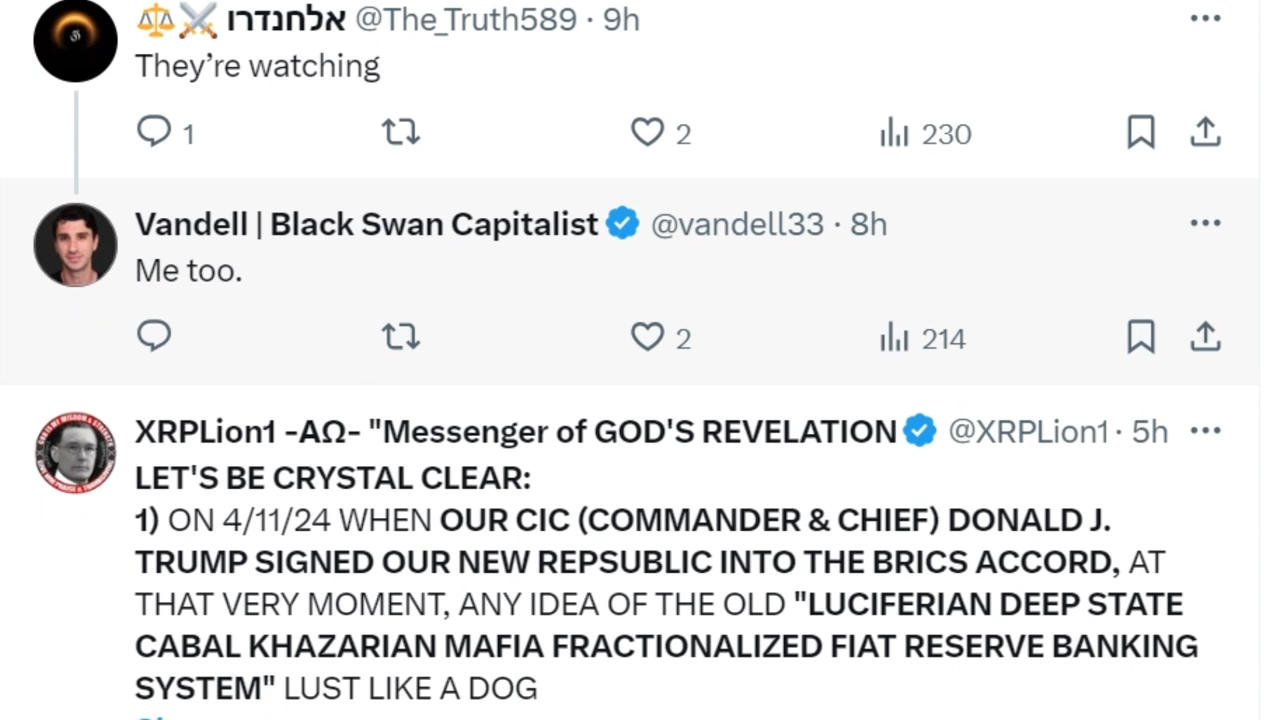 ⚖️⚔️ אלחנדרו @The_Truth589 · 9h
They're watching
1 2 230
Vandell | Black Swan Capitalist @vandell33 · 8h
Me too.
2 214
XRPLion1 -ΑΩ- "Messenger of GOD'S REVELATION @XRPLion1 · 5h
LET'S BE CRYSTAL CLEAR:
1) ON 4/11/24 WHEN OUR CIC (COMMANDER & CHIEF) DONALD J.
TRUMP SIGNED OUR NEW REPSUBLIC INTO THE BRICS ACCORD, AT
THAT VERY MOMENT, ANY IDEA OF THE OLD "LUCIFERIAN DEEP STATE
CABAL KHAZARIAN MAFIA FRACTIONALIZED FIAT RESERVE BANKING
SYSTEM" LUST LIKE A DOG